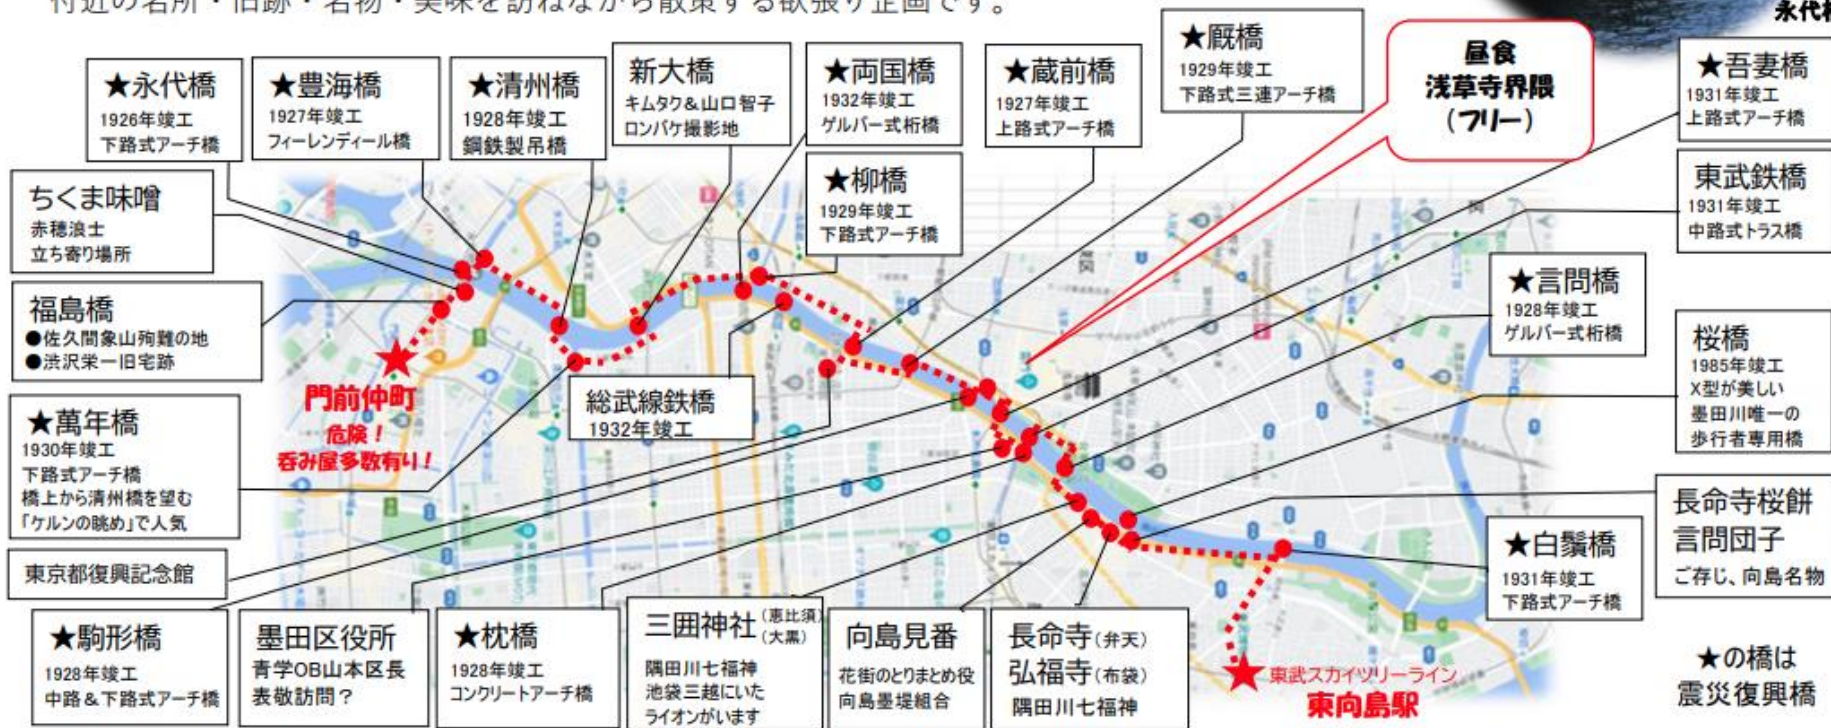 付近の名所・旧跡・名物・美味を訪ねながら散策する欲張り企画です。
永代橋
★永代橋
1926年竣工
下路式アーチ橋
★豊海橋
1927年竣工
フィーレンディール橋
★清州橋
1928年竣工
鋼鉄製吊橋
新大橋
キムタク&山口智子
ロンバケ撮影地
★両国橋
1932年竣工
ゲルバー式桁橋
★柳橋
1929年竣工
下路式アーチ橋
★蔵前橋
1927年竣工
上路式アーチ橋
★厩橋
1929年竣工
下路式三連アーチ橋
昼食
浅草寺界隈
(フリー)
★吾妻橋
1931年竣工
上路式アーチ橋
東武鉄橋
1931年竣工
中路式トラス橋
★言問橋
1928年竣工
ゲルバー式桁橋
桜橋
1985年竣工
X型が美しい
墨田川唯一の
歩行者専用橋
長命寺桜餅
言問団子
ご存じ、向島名物
★白鬚橋
1931年竣工
下路式アーチ橋
★の橋は
震災復興橋
ちくま味噌
赤穂浪士
立ち寄り場所
福島橋
●佐久間象山殉難の地
●渋沢栄一旧宅跡
★萬年橋
1930年竣工
下路式アーチ橋
橋上から清州橋を望む
「ケルンの眺め」で人気
門前仲町
危険!
呑み屋多数有り!
総武線鉄橋
1932年竣工
東京都復興記念館
★駒形橋
1928年竣工
中路&下路式アーチ橋
墨田区役所
青学OB山本区長
表敬訪問?
★枕橋
1928年竣工
コンクリートアーチ橋
三囲神社(恵比須)
(大黒)
隅田川七福神
池袋三越にいた
ライオンがいます
向島見番
花街のとりまとめ役
向島墨堤組合
長命寺(弁天)
弘福寺(布袋)
隅田川七福神
東武スカイツリーライン
東向島駅